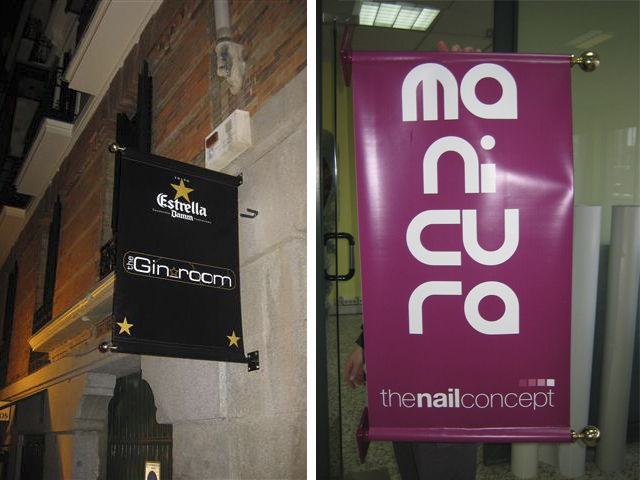 Estrella
Damm
the Gin room
ma
ni
cu
ra
thenailconcept